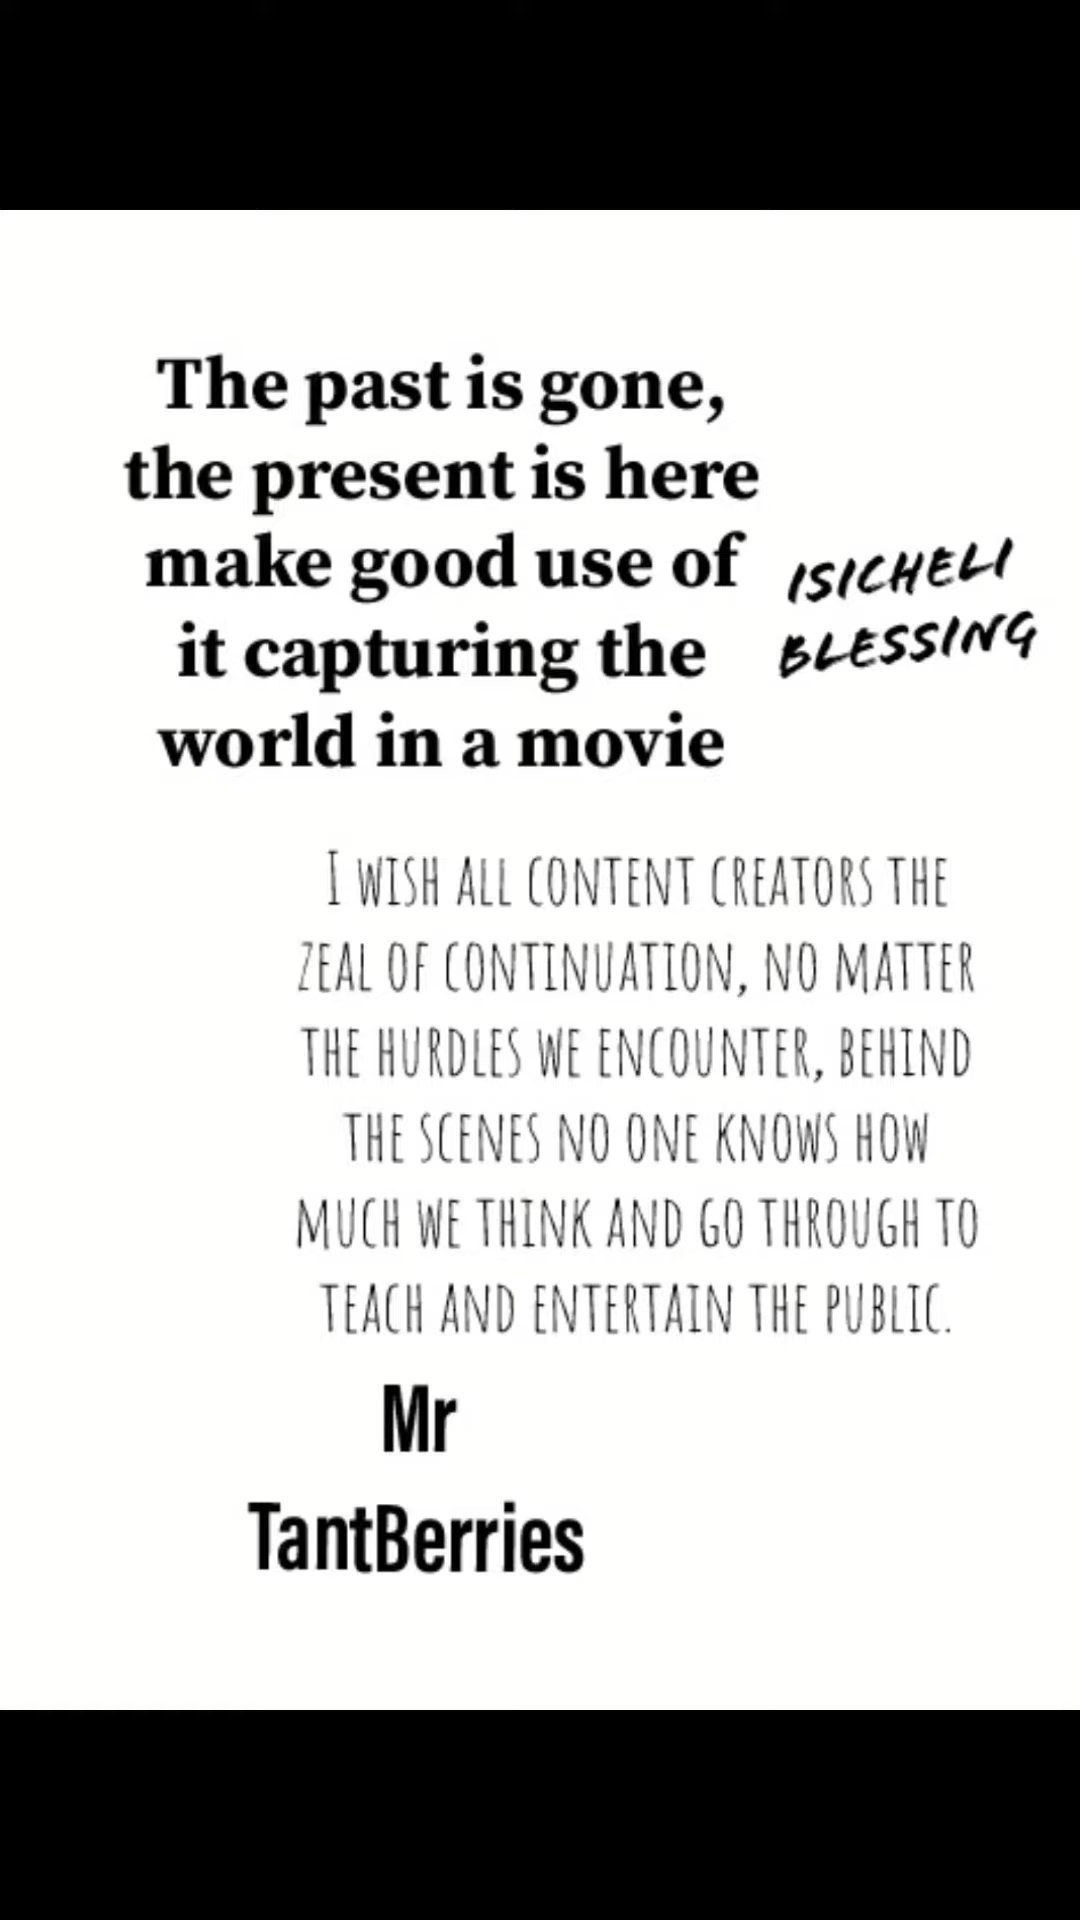 The past is gone,
the present is here
make good use of
it capturing the
world in a movie
ISICHELI
BLESSING
I WISH ALL CONTENT CREATORS THE
ZEAL OF CONTINUATION, NO MATTER
THE HURDLES WE ENCOUNTER, BEHIND
THE SCENES NO ONE KNOWS HOW
MUCH WE THINK AND GO THROUGH TO
TEACH AND ENTERTAIN THE PUBLIC.
Mr
TantBerries